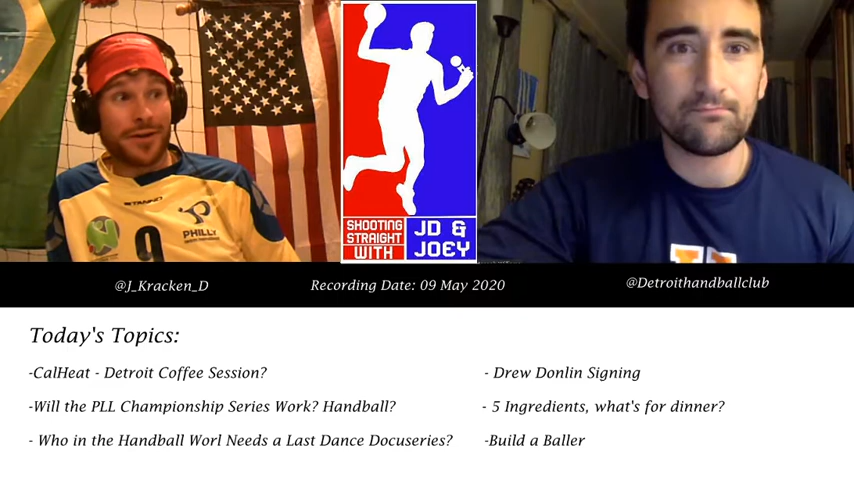 STANNO
9
PHILLY
SHOOTING
STRAIGHT
WITH
JD &
JOEY
@J_Kracken_D
Recording Date: 09 May 2020
@Detroithandballclub
Today's Topics:
-CalHeat - Detroit Coffee Session?
- Drew Donlin Signing
-Will the PLL Championship Series Work? Handball?
- 5 Ingredients, what's for dinner?
- Who in the Handball Worl Needs a Last Dance Docuseries?
-Build a Baller